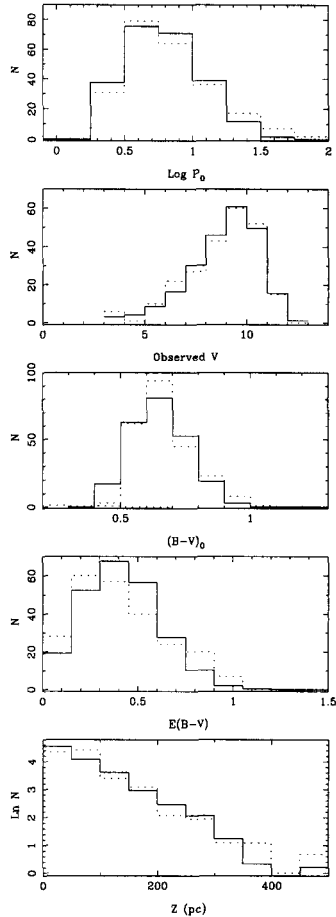 80
60
40
20
0
N
0 0.5 1 1.5 2
Log P₀
60
40
20
0
N
0 5 10
Observed V
100
50
0
N
0.5 1
(B-V)₀
60
40
20
0
N
0 0.5 1 1.5
E(B-V)
4
3
2
1
0
Ln N
0 200 400
Z (pc)